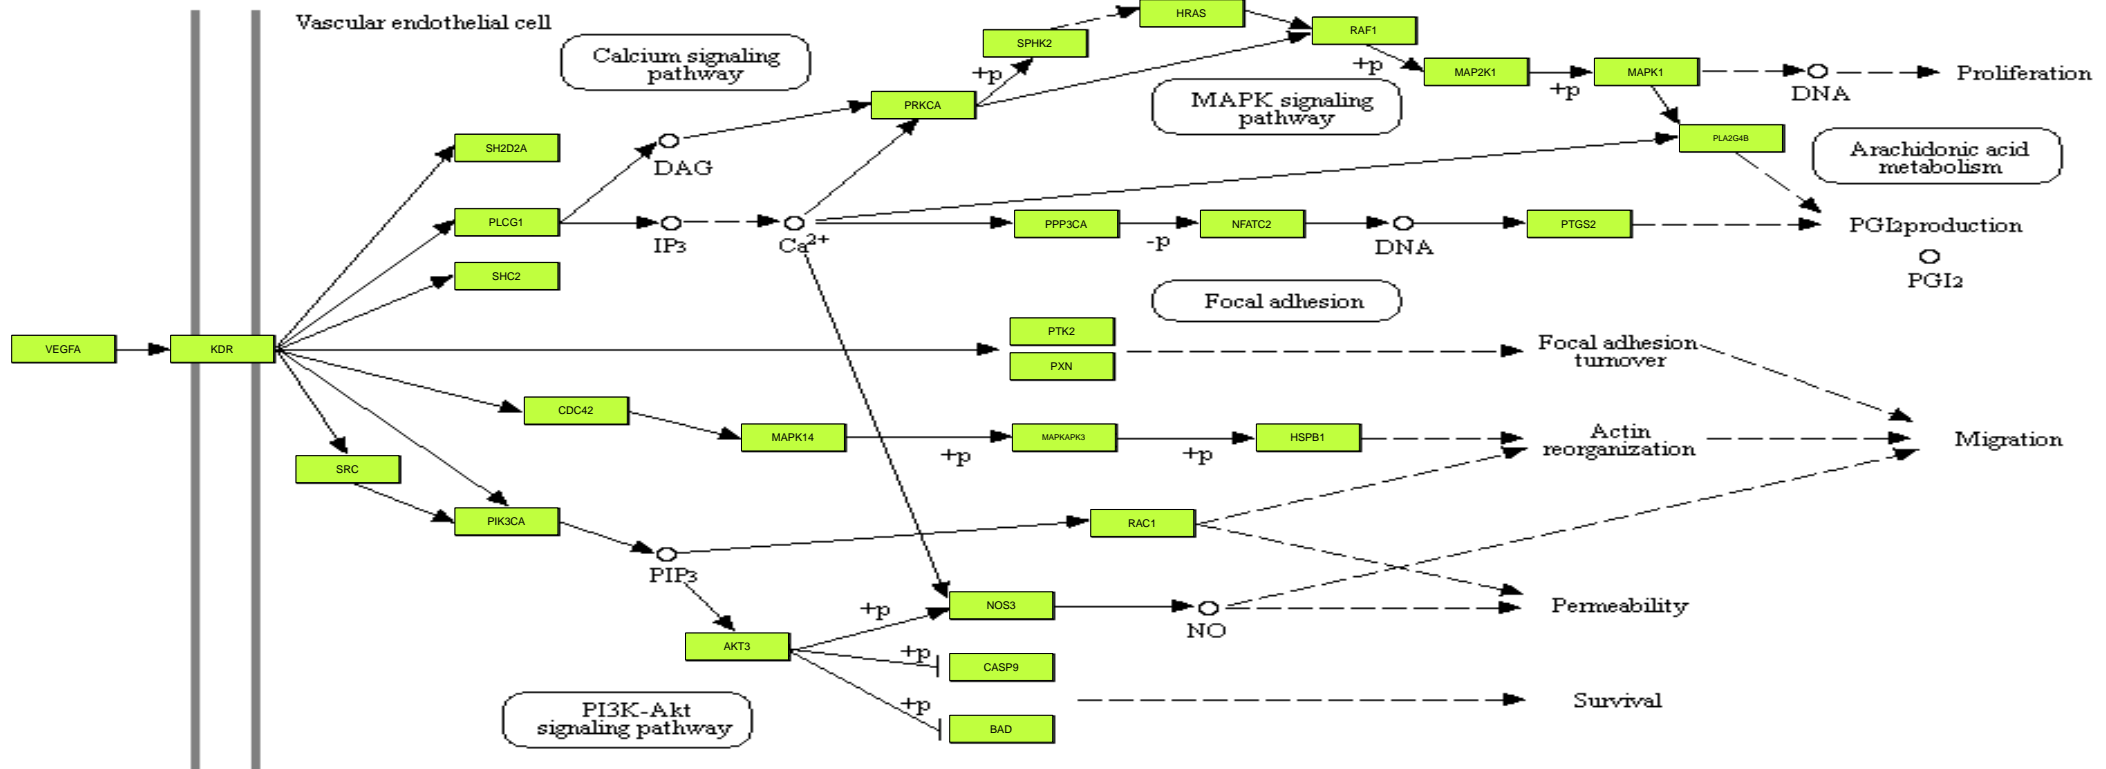 Vascular endothelial cell
HRAS
RAF1
SPHK2
Calcium signaling
pathway
+p
+p
MAP2K1
MAPK1
Proliferation
+p
DNA
PRKCA
MAPK signaling
pathway
SH2D2A
DAG
PLA2G4B
Arachidonic acid
metabolism
PLCG1
IP3
Ca2+
PPP3CA
-p
NFATC2
DNA
PTGS2
PGI2production
PGI2
SHC2
Focal adhesion
VEGFA
KDR
PTK2
PXN
Focal adhesion
turnover
CDC42
MAPK14
+p
MAPKAPK3
+p
HSPB1
Actin
reorganization
Migration
SRC
PIK3CA
RAC1
PIP3
+p
NOS3
NO
Permeability
AKT3
+p
CASP9
+p
BAD
Survival
PI3K-Akt
signaling pathway